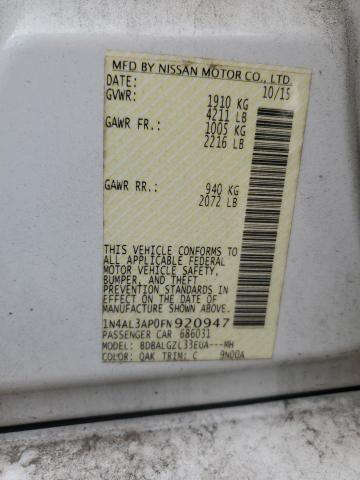 MFD BY NISSAN MOTOR CO., LTD.
DATE: 10/15
GVWR: 1910 KG
4211 LB
GAWR FR.: 1005 KG
2216 LB
GAWR RR.: 940 KG
2072 LB
THIS VEHICLE CONFORMS TO
ALL APPLICABLE FEDERAL
MOTOR VEHICLE SAFETY,
BUMPER, AND THEFT
PREVENTION STANDARDS
IN EFFECT ON THE DATE OF
MANUFACTURE SHOWN ABOVE.
1N4AL3AP0FN920947
PASSENGER CAR 686031
MODEL: BDBALGZL33EUA---MH
COLOR: QAK TRIM: C 9N00A